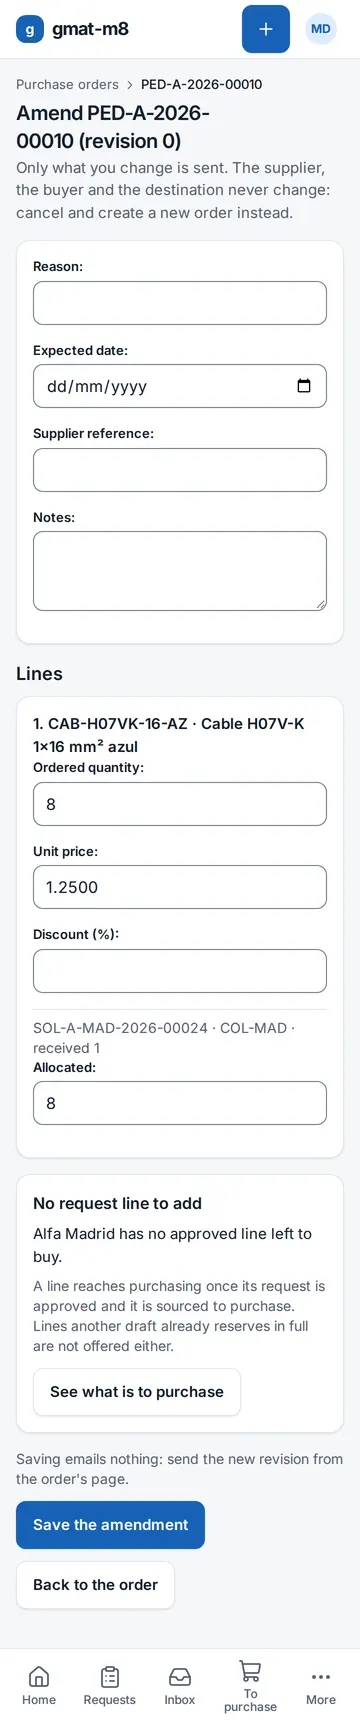 g gmat-m8 + MD
Purchase orders > PED-A-2026-00010
Amend PED-A-2026-
00010 (revision 0)
Only what you change is sent. The supplier,
the buyer and the destination never change:
cancel and create a new order instead.
Reason:
Expected date:
dd/mm/yyyy
Supplier reference:
Notes:
Lines
1. CAB-H07VK-16-AZ · Cable H07V-K
1×16 mm² azul
Ordered quantity:
8
Unit price:
1.2500
Discount (%):
SOL-A-MAD-2026-00024 · COL-MAD ·
received 1
Allocated:
8
No request line to add
Alfa Madrid has no approved line left to
buy.
A line reaches purchasing once its request is
approved and it is sourced to purchase.
Lines another draft already reserves in full
are not offered either.
See what is to purchase
Saving emails nothing: send the new revision from
the order's page.
Save the amendment
Back to the order
Home Requests Inbox To purchase More